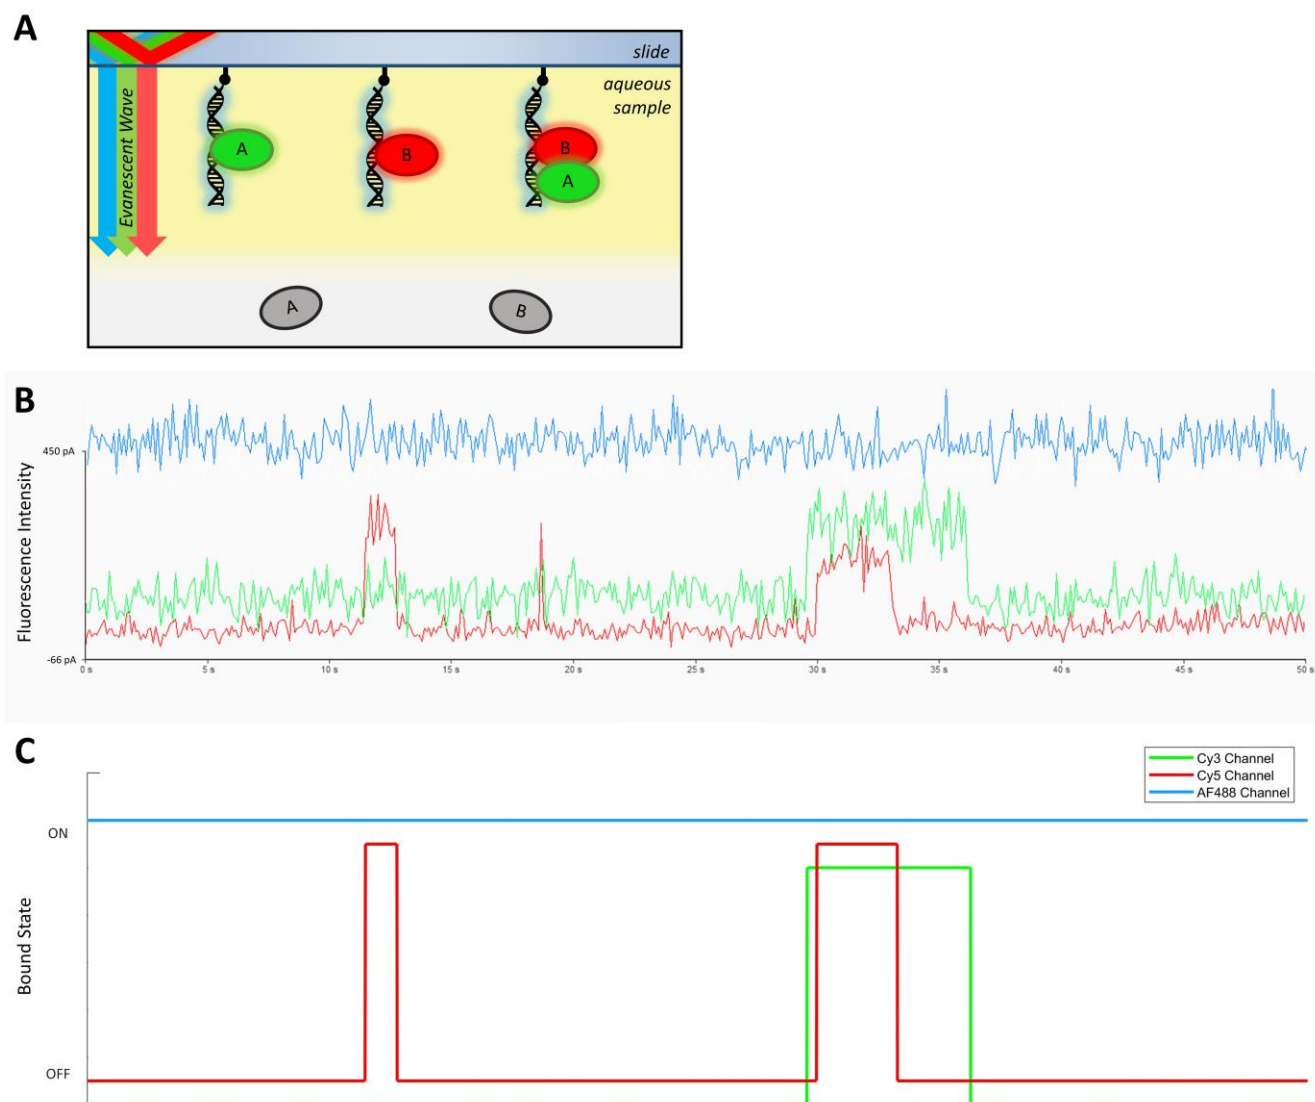 A
slide
aqueous
sample
Evanescent Wave
A
B
B
A
A
B
B
450 pA
Fluorescence Intensity
-66 pA
0 s
5 s
10 s
15 s
20 s
25 s
30 s
35 s
40 s
45 s
50 s
C
Cy3 Channel
Cy5 Channel
AF488 Channel
ON
Bound State
OFF